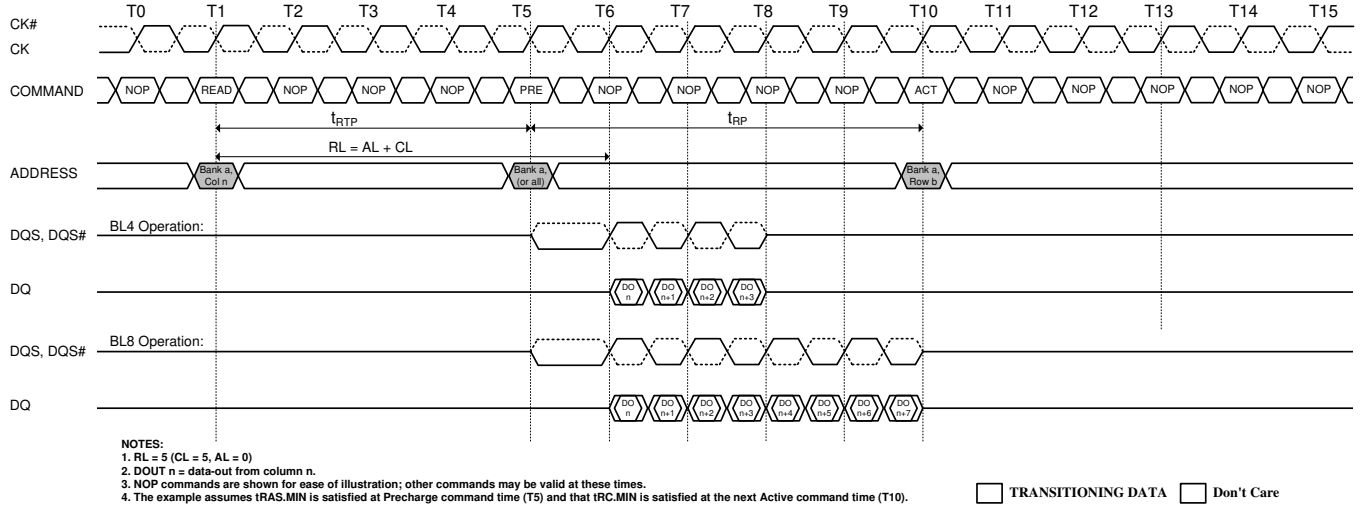 T0 T1 T2 T3 T4 T5 T6 T7 T8 T9 T10 T11 T12 T13 T14 T15
CK#
CK
COMMAND NOP READ NOP NOP NOP PRE NOP NOP NOP NOP ACT NOP NOP NOP NOP NOP
tRTP tRP
RL = AL + CL
ADDRESS
Bank a, Bank a, Bank a,
Col n (or all) Row b
BL4 Operation:
DQS, DQS#
DQ
DO DO DO DO
n n+1 n+2 n+3
BL8 Operation:
DQS, DQS#
DQ
DO DO DO DO DO DO DO DO
n n+1 n+2 n+3 n+4 n+5 n+6 n+7
NOTES:
1. RL = 5 (CL = 5, AL = 0)
2. DOUT n = data-out from column n.
3. NOP commands are shown for ease of illustration; other commands may be valid at these times.
4. The example assumes tRAS.MIN is satisfied at Precharge command time (T5) and that tRC.MIN is satisfied at the next Active command time (T10).
TRANSITIONING DATA Don't Care